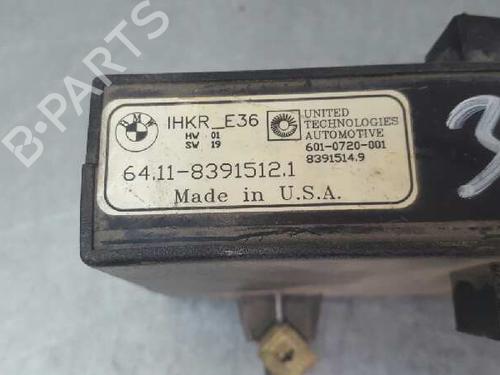 BMW
IHKR_E36
HW 01
SW 19
UNITED
TECHNOLOGIES
AUTOMOTIVE
601-0720-001
8391514.9
64.11-8391512.1
Made in U.S.A.
B-PARTS